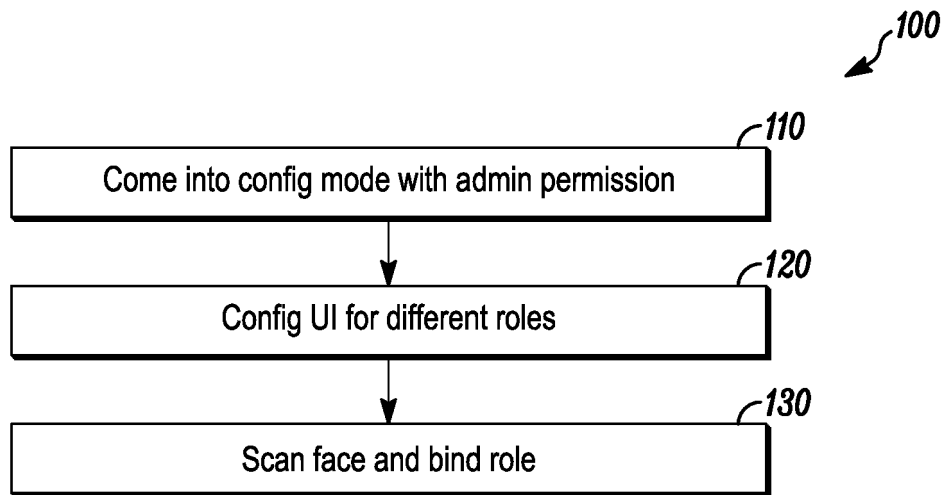 100
110
Come into config mode with admin permission
120
Config UI for different roles
130
Scan face and bind role